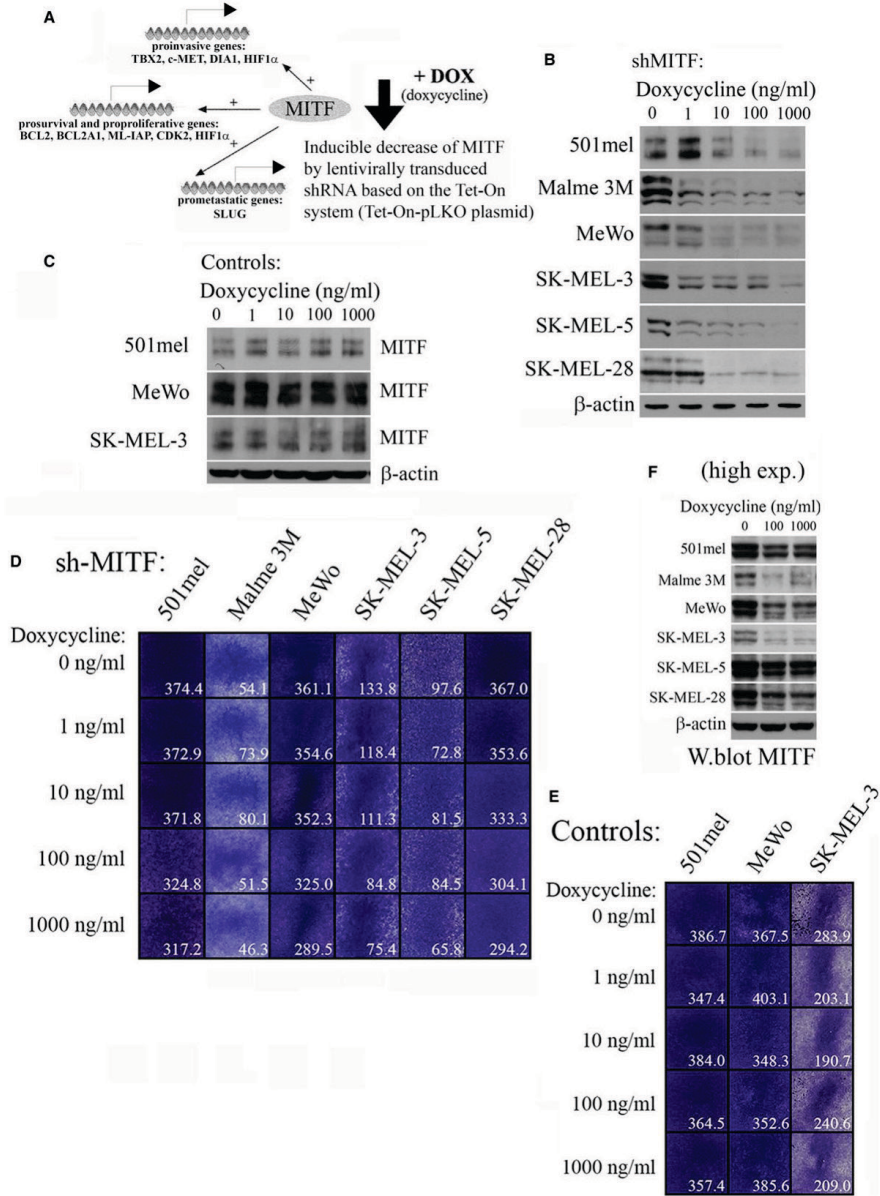 A
proinvasive genes:
TBX2, c-MET, DIA1, HIF1α
+
+ DOX
(doxycycline)
MITF
+
prosurvival and proproliferative genes:
BCL2, BCL2A1, ML-IAP, CDK2, HIF1α
+
prometastatic genes:
SLUG
Inducible decrease of MITF
by lentivirally transduced
shRNA based on the Tet-On
system (Tet-On-pLKO plasmid)
B
shMITF:
Doxycycline (ng/ml)
0 1 10 100 1000
501mel
Malme 3M
MeWo
SK-MEL-3
SK-MEL-5
SK-MEL-28
β-actin
C
Controls:
Doxycycline (ng/ml)
0 1 10 100 1000
501mel MITF
MeWo MITF
SK-MEL-3 MITF
β-actin
D
sh-MITF:
501mel Malme 3M MeWo SK-MEL-3 SK-MEL-5 SK-MEL-28
Doxycycline:
0 ng/ml 374.4 54.1 361.1 133.8 97.6 367.0
1 ng/ml 372.9 73.9 354.6 118.4 72.8 353.6
10 ng/ml 371.8 80.1 352.3 111.3 81.5 333.3
100 ng/ml 324.8 51.5 325.0 84.8 84.5 304.1
1000 ng/ml 317.2 46.3 289.5 75.4 65.8 294.2
F
(high exp.)
Doxycycline (ng/ml)
0 100 1000
501mel
Malme 3M
MeWo
SK-MEL-3
SK-MEL-5
SK-MEL-28
β-actin
W.blot MITF
E
Controls:
501mel MeWo SK-MEL-3
Doxycycline:
0 ng/ml 386.7 367.5 283.9
1 ng/ml 347.4 403.1 203.1
10 ng/ml 384.0 348.3 190.7
100 ng/ml 364.5 352.6 240.6
1000 ng/ml 357.4 385.6 209.0